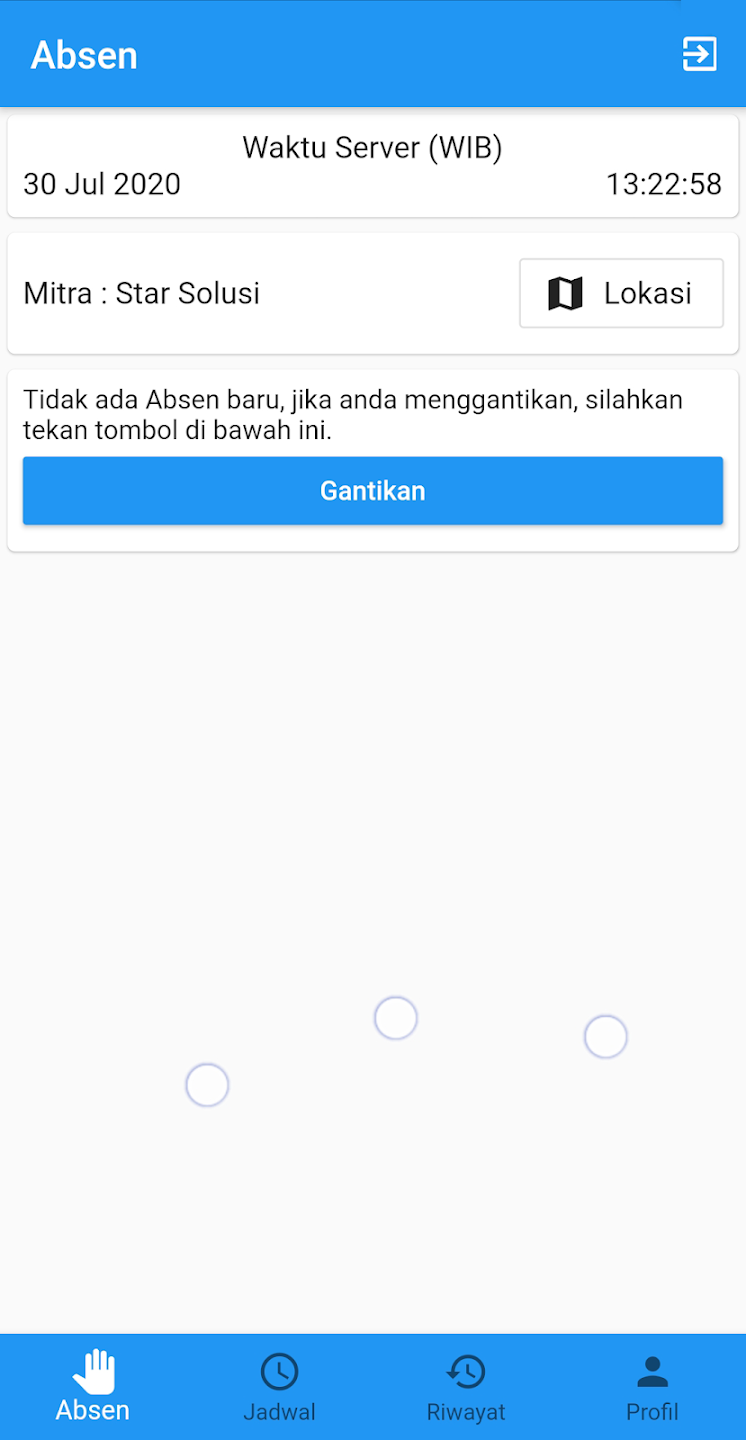 Absen
Waktu Server (WIB)
30 Jul 2020 13:22:58
Mitra : Star Solusi Lokasi
Tidak ada Absen baru, jika anda menggantikan, silahkan
tekan tombol di bawah ini.
Gantikan
Absen Jadwal Riwayat Profil